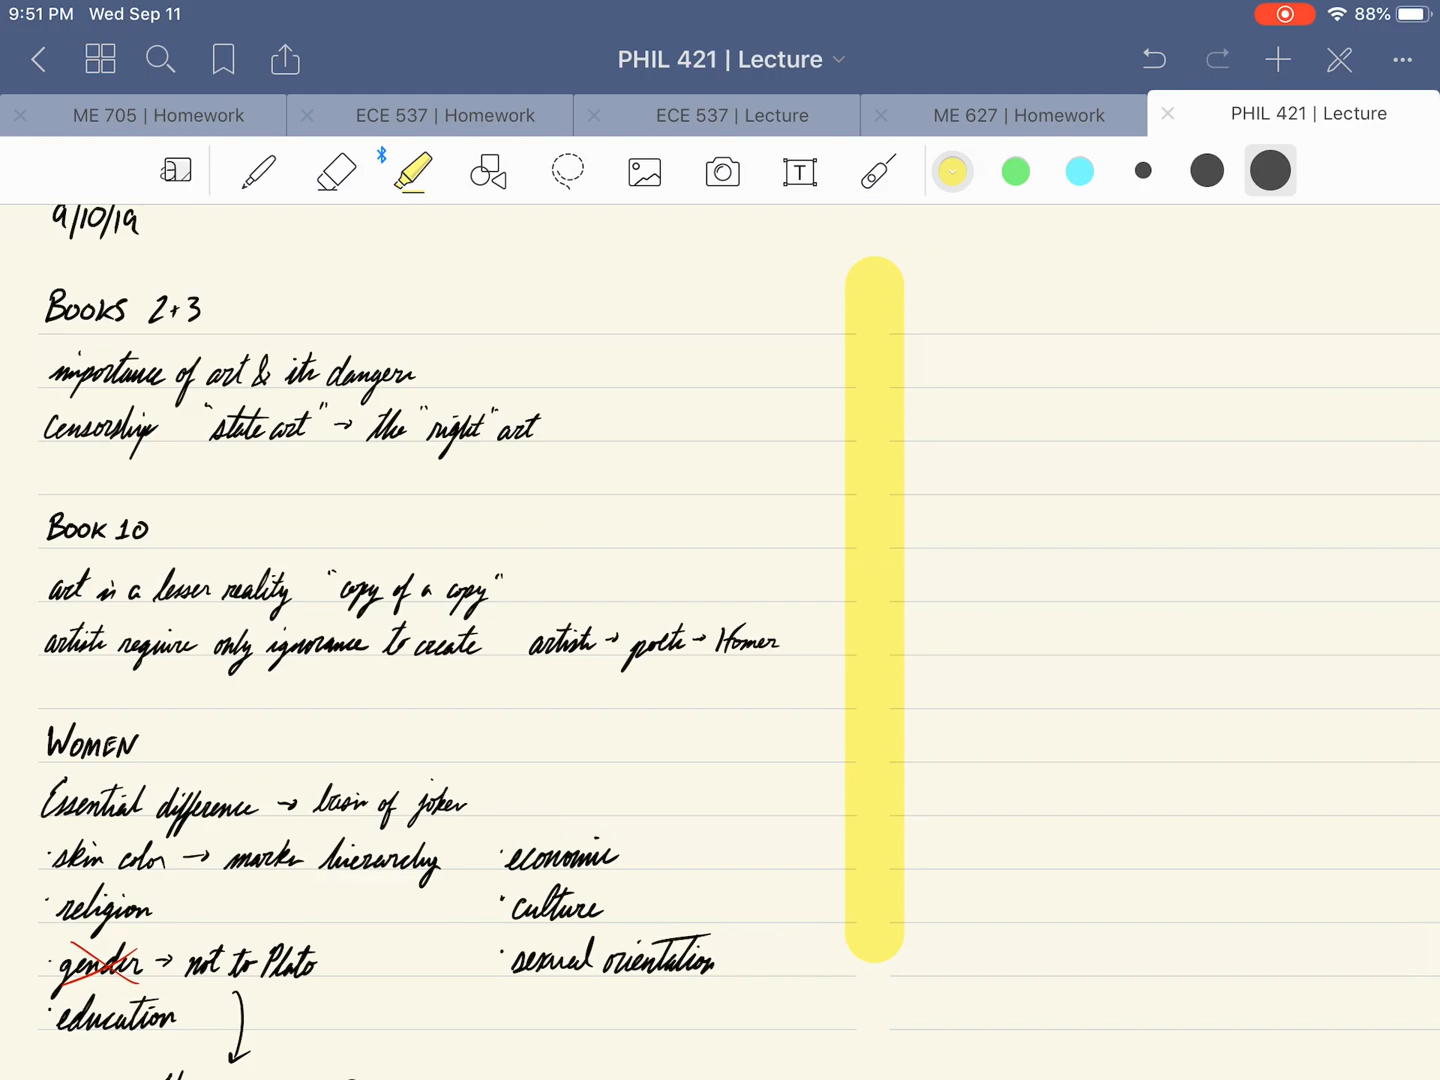 9:51 PM Wed Sep 11 88%
PHIL 421 | Lecture
ME 705 | Homework ECE 537 | Homework ECE 537 | Lecture ME 627 | Homework PHIL 421 | Lecture
9/10/19
BOOKS 2+3
importance of art & its dangers
Censorship "state art" → the "right" art
BOOK 10
art is a lesser reality "copy of a copy"
artists require only ignorance to create artists → poets → Homer
WOMEN
Essential difference → basis of jokes
· skin color → marks hierarchy · economic
· religion · culture
· gender → not to Plato · sexual orientation
· education